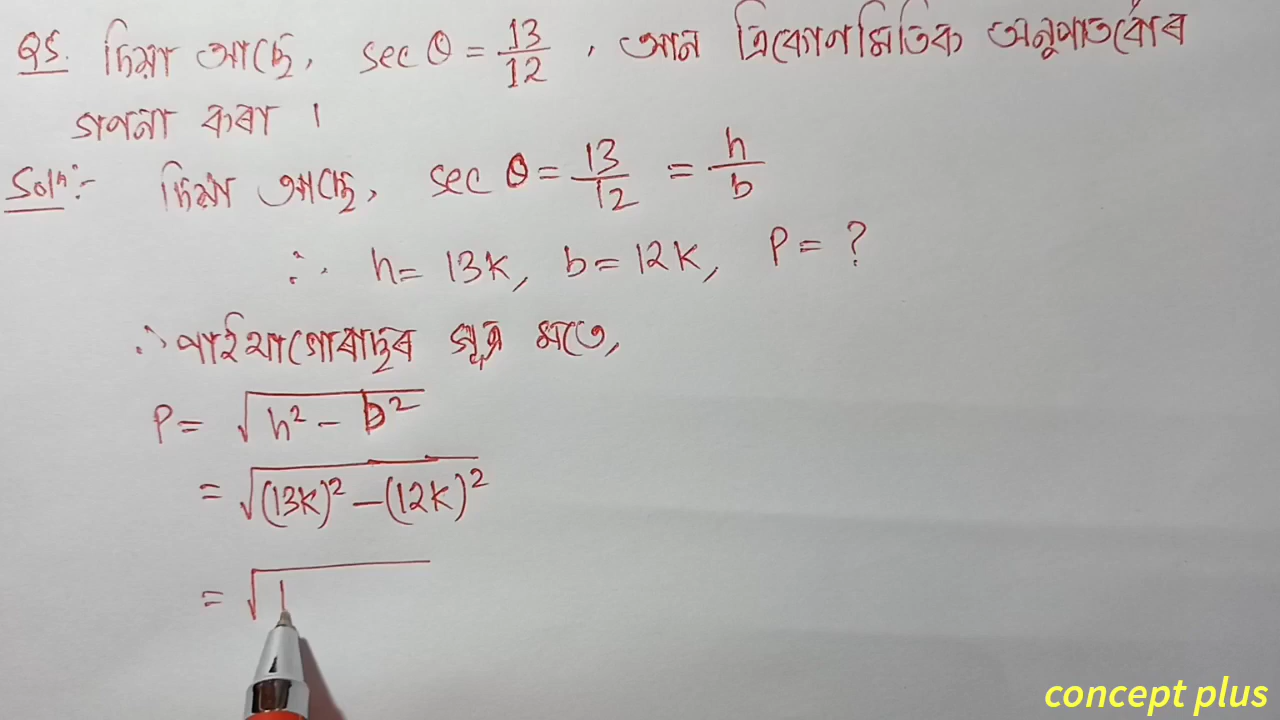 Q5. দিয়া আছে, sec θ = 13/12 , আন ত্রিকোণমিতিক অনুপাতবোৰ
গণনা কৰা ।
Solⁿ:- দিয়া আছে, sec θ = 13/12 = h/b
∴ h = 13k, b = 12k, P = ?
∴ পাইথাগোৰাছৰ সূত্ৰ মতে,
P = √(h² - b²)
= √((13k)² - (12k)²)
= √1
concept plus